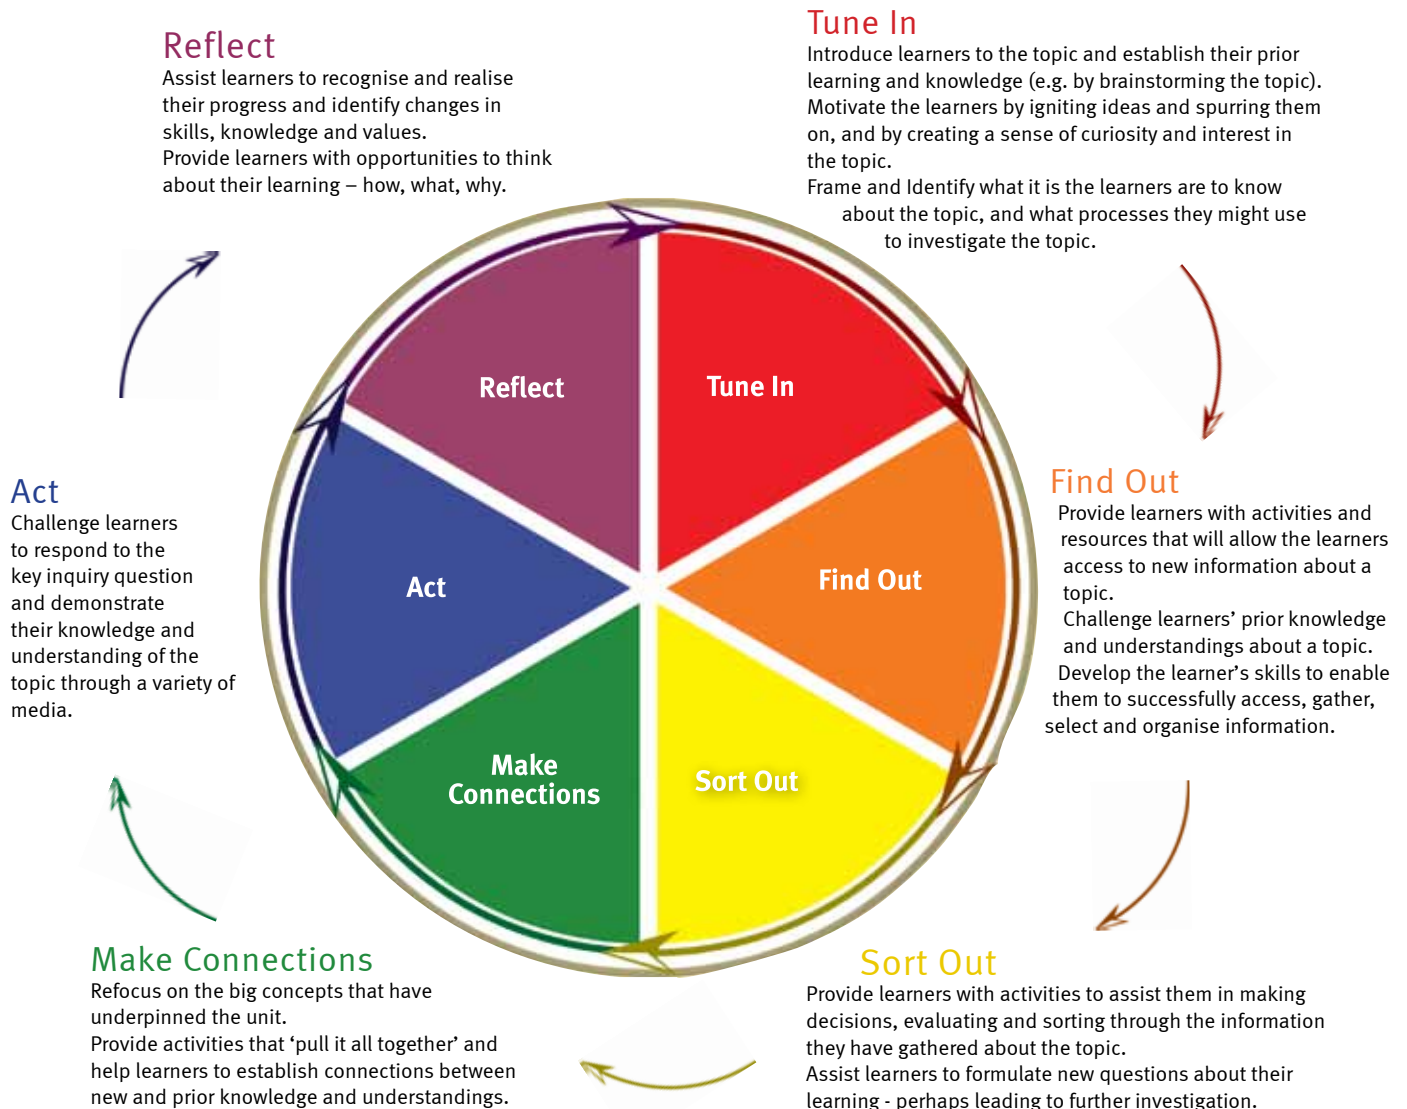 Reflect
Assist learners to recognise and realise
their progress and identify changes in
skills, knowledge and values.
Provide learners with opportunities to think
about their learning – how, what, why.
Tune In
Introduce learners to the topic and establish their prior
learning and knowledge (e.g. by brainstorming the topic).
Motivate the learners by igniting ideas and spurring them
on, and by creating a sense of curiosity and interest in
the topic.
Frame and Identify what it is the learners are to know
about the topic, and what processes they might use
to investigate the topic.
Reflect
Tune In
Act
Find Out
Make
Connections
Sort Out
Act
Challenge learners
to respond to the
key inquiry question
and demonstrate
their knowledge and
understanding of the
topic through a variety of
media.
Find Out
Provide learners with activities and
resources that will allow the learners
access to new information about a
topic.
Challenge learners’ prior knowledge
and understandings about a topic.
Develop the learner’s skills to enable
them to successfully access, gather,
select and organise information.
Make Connections
Refocus on the big concepts that have
underpinned the unit.
Provide activities that ‘pull it all together’ and
help learners to establish connections between
new and prior knowledge and understandings.
Sort Out
Provide learners with activities to assist them in making
decisions, evaluating and sorting through the information
they have gathered about the topic.
Assist learners to formulate new questions about their
learning - perhaps leading to further investigation.